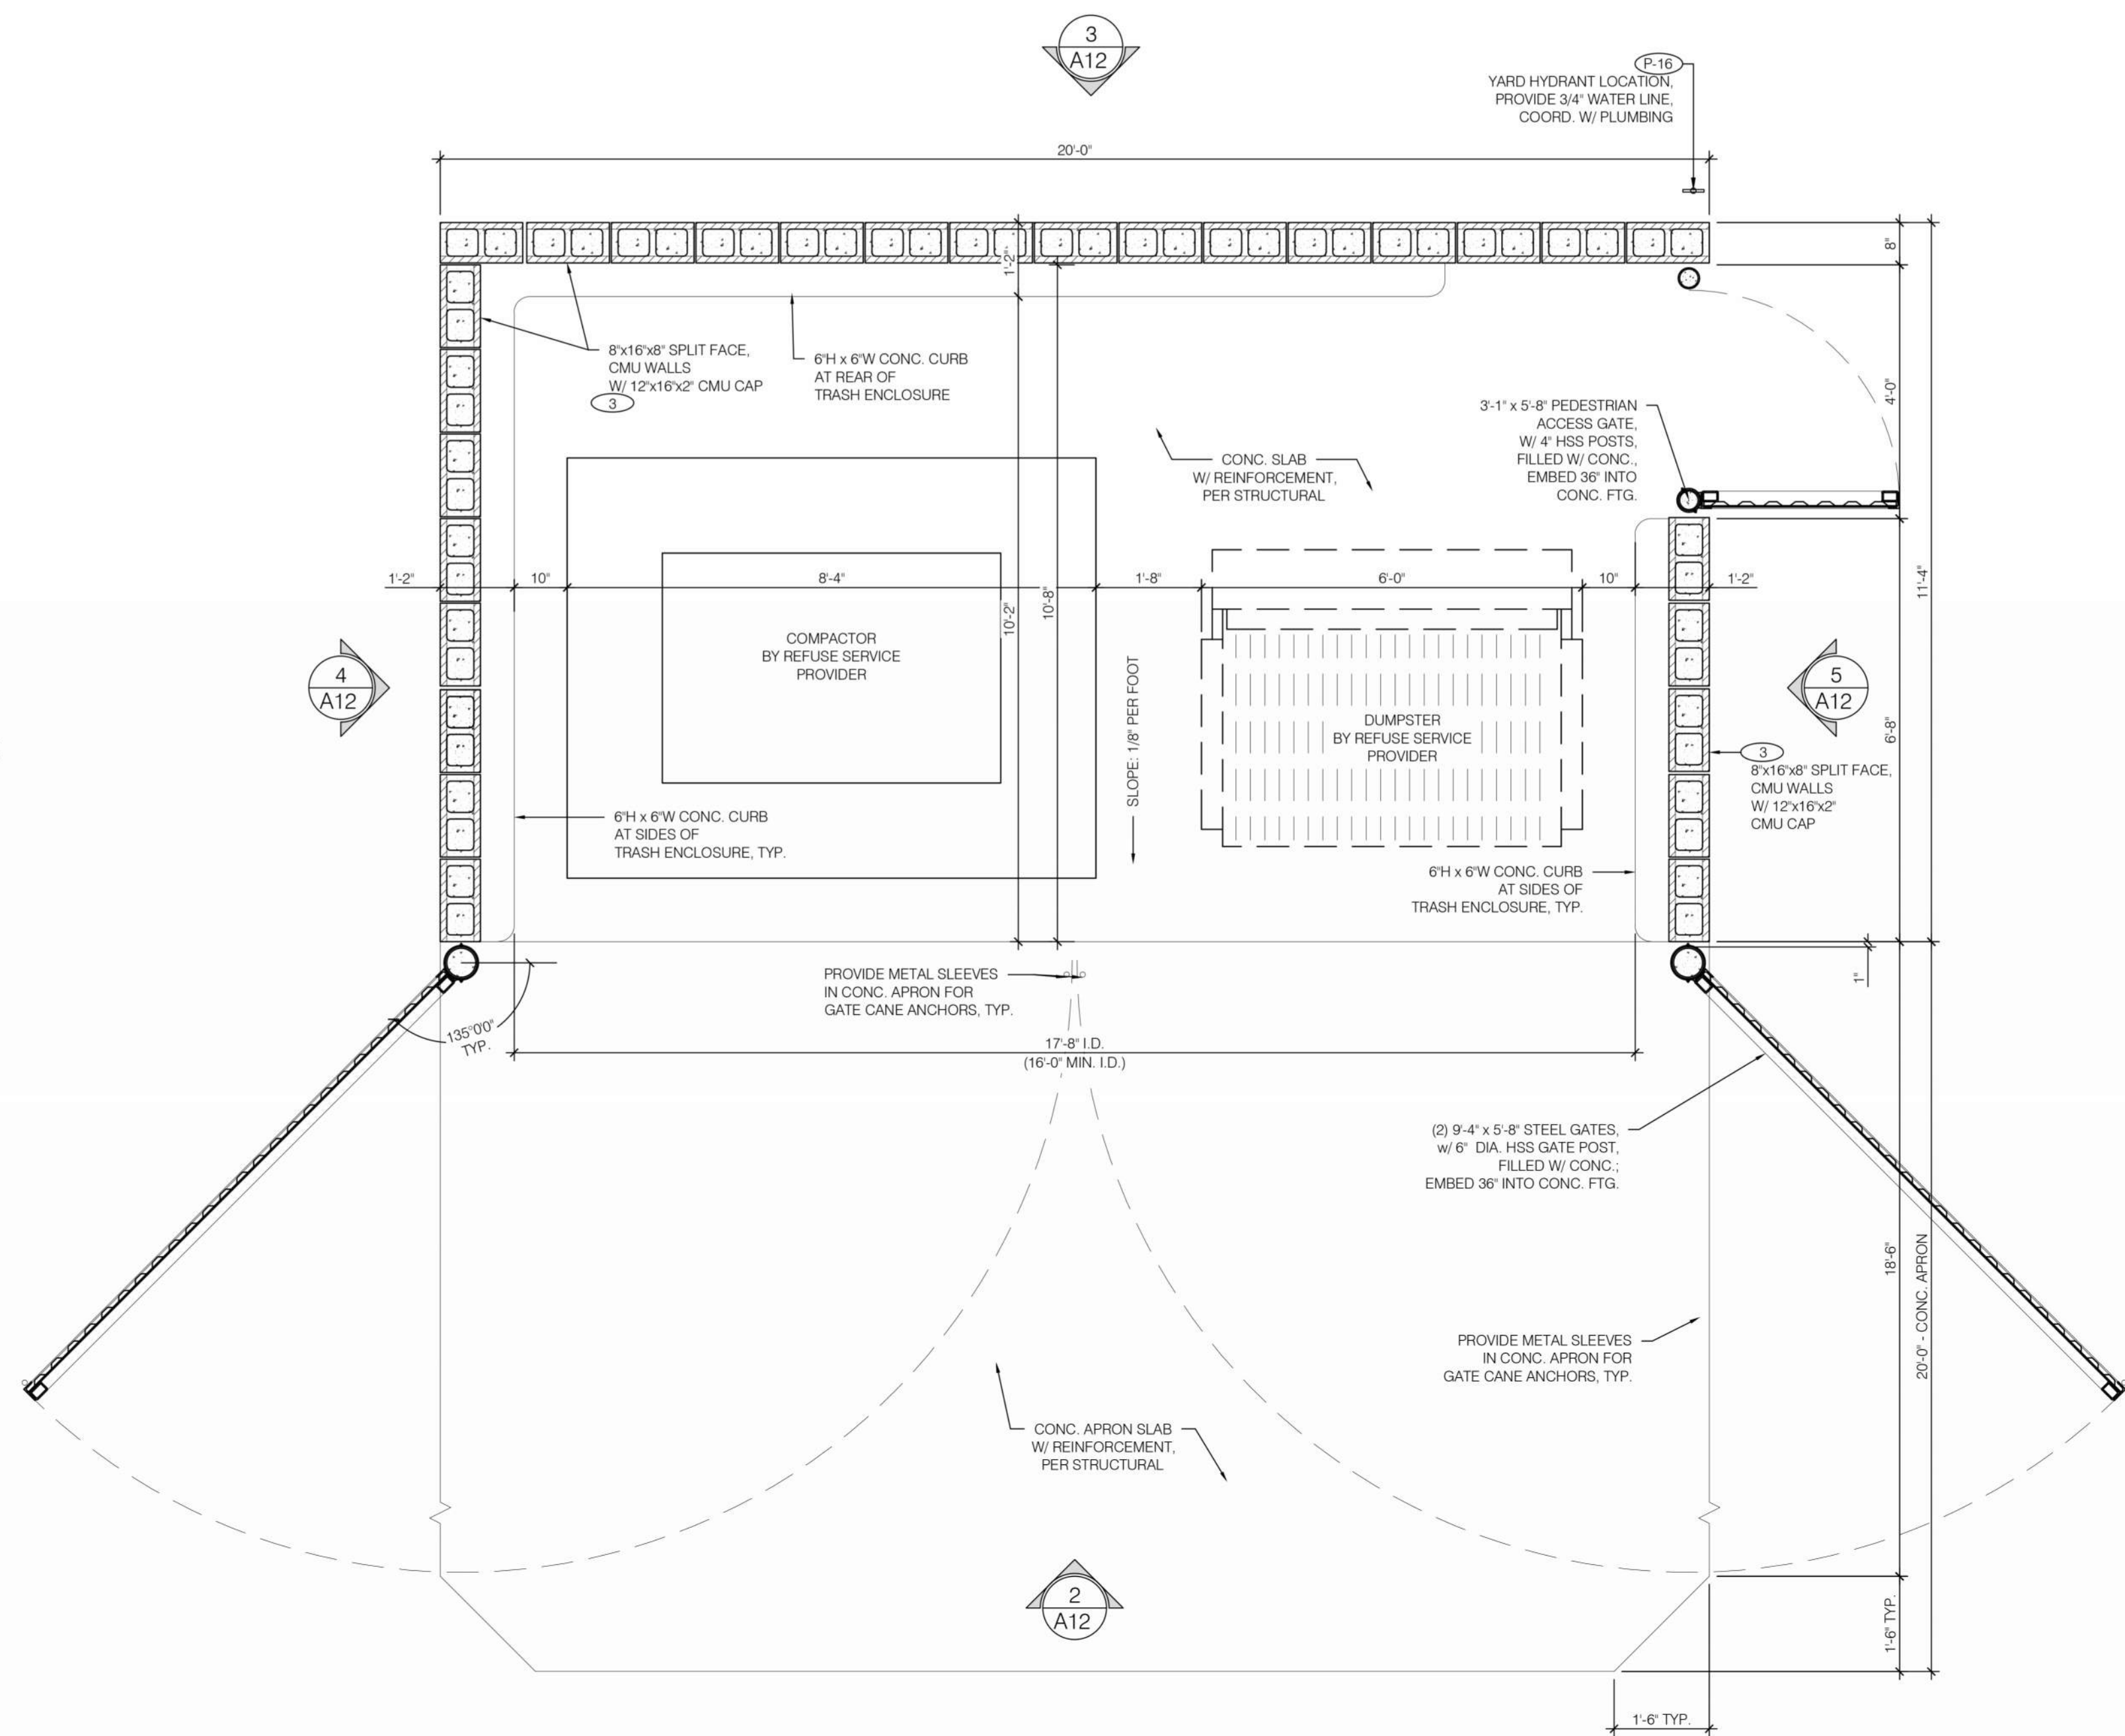 3
A12
P-16
YARD HYDRANT LOCATION,
PROVIDE 3/4" WATER LINE,
COORD. W/ PLUMBING
20'-0"
8"
1'-2"
8"x16"x8" SPLIT FACE,
CMU WALLS
W/ 12"x16"x2" CMU CAP
3
6"H x 6"W CONC. CURB
AT REAR OF
TRASH ENCLOSURE
4'-0"
3'-1" x 5'-8" PEDESTRIAN
ACCESS GATE,
W/ 4" HSS POSTS,
FILLED W/ CONC.,
EMBED 36" INTO
CONC. FTG.
CONC. SLAB
W/ REINFORCEMENT,
PER STRUCTURAL
1'-2"
10"
8'-4"
1'-8"
6'-0"
10"
1'-2"
11'-4"
10'-2"
10'-8"
COMPACTOR
BY REFUSE SERVICE
PROVIDER
4
A12
SLOPE: 1/8" PER FOOT
DUMPSTER
BY REFUSE SERVICE
PROVIDER
5
A12
6'-8"
3
8"x16"x8" SPLIT FACE,
CMU WALLS
W/ 12"x16"x2"
CMU CAP
6"H x 6"W CONC. CURB
AT SIDES OF
TRASH ENCLOSURE, TYP.
6"H x 6"W CONC. CURB
AT SIDES OF
TRASH ENCLOSURE, TYP.
PROVIDE METAL SLEEVES
IN CONC. APRON FOR
GATE CANE ANCHORS, TYP.
1"
135°0'0"
TYP.
17'-8" I.D.
(16'-0" MIN. I.D.)
(2) 9'-4" x 5'-8" STEEL GATES,
w/ 6" DIA. HSS GATE POST,
FILLED W/ CONC.;
EMBED 36" INTO CONC. FTG.
18'-6"
20'-0" - CONC. APRON
PROVIDE METAL SLEEVES
IN CONC. APRON FOR
GATE CANE ANCHORS, TYP.
CONC. APRON SLAB
W/ REINFORCEMENT,
PER STRUCTURAL
2
A12
1'-6" TYP.
1'-6" TYP.